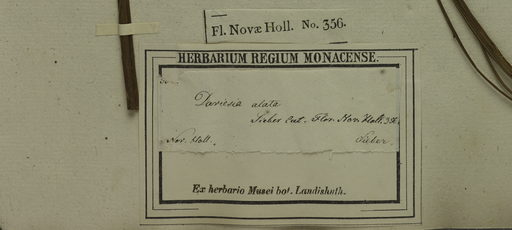 Fl. Novæ Holl. No. 356.
HERBARIUM REGIUM MONACENSE.
Daviesia alata
Sieber Cat. Flor. Nov. Holl. 356
Nov. Holl. Sieber.
Ex herbario Musei bot. Landishuth.